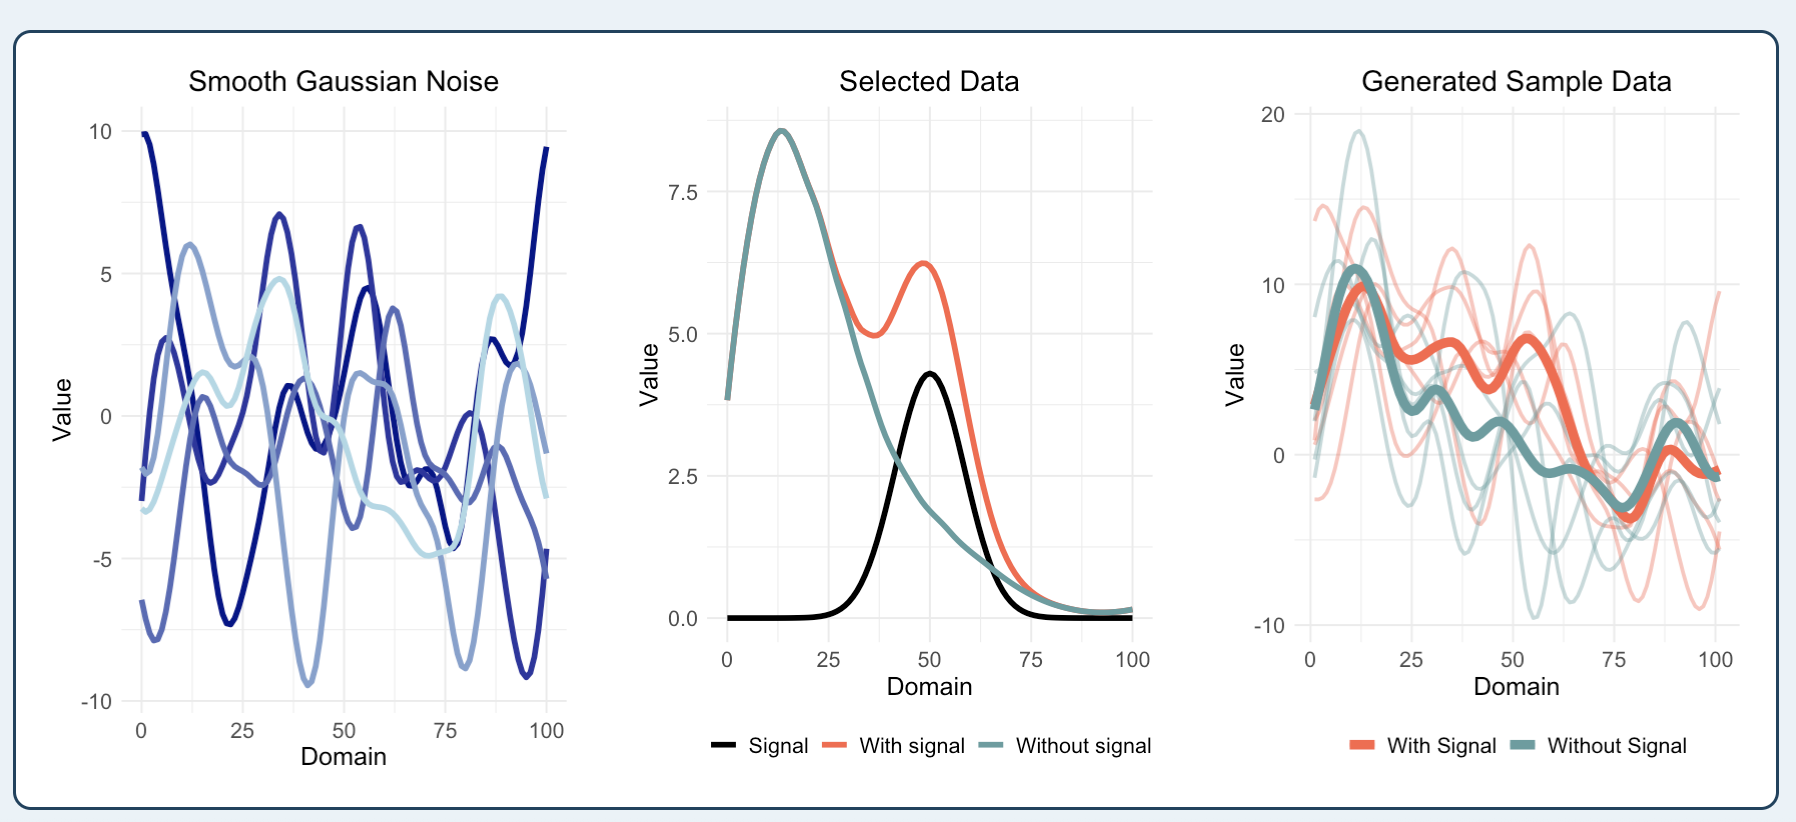 Smooth Gaussian Noise
10
5
0
-5
-10
Value
0 25 50 75 100
Domain
Selected Data
7.5
5.0
2.5
0.0
Value
0 25 50 75 100
Domain
Signal With signal Without signal
Generated Sample Data
20
10
0
-10
Value
0 25 50 75 100
Domain
With Signal Without Signal